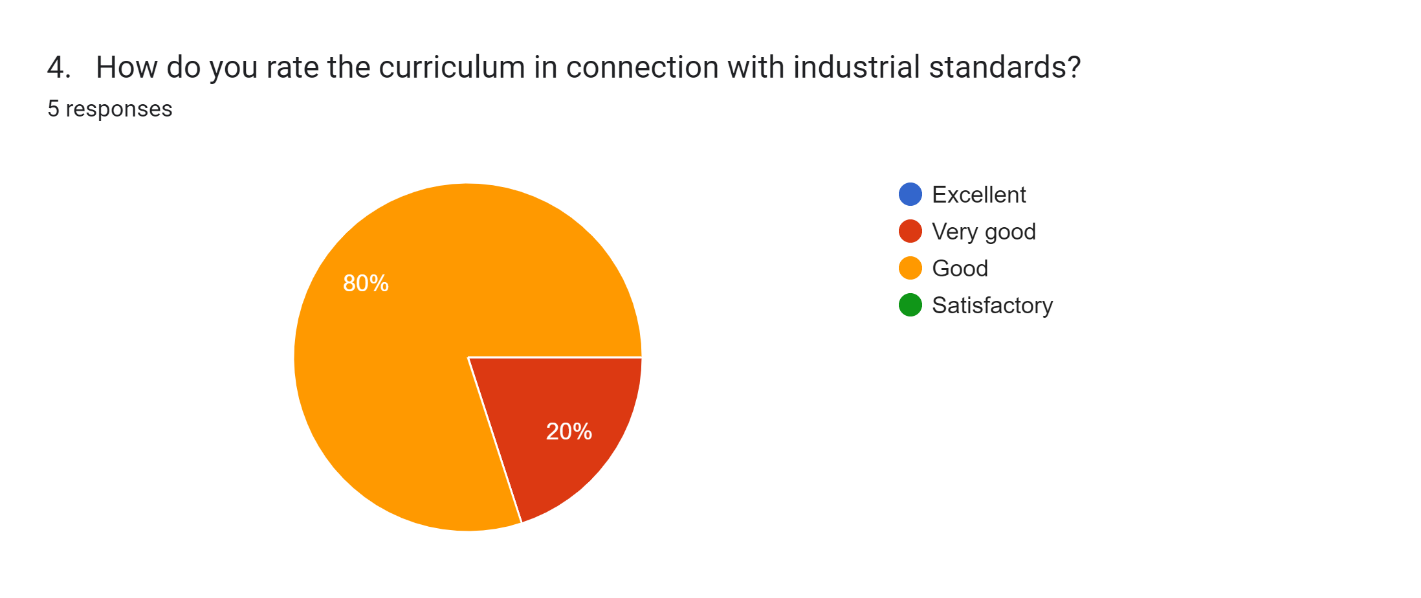 4. How do you rate the curriculum in connection with industrial standards?
5 responses
80%
20%
Excellent
Very good
Good
Satisfactory